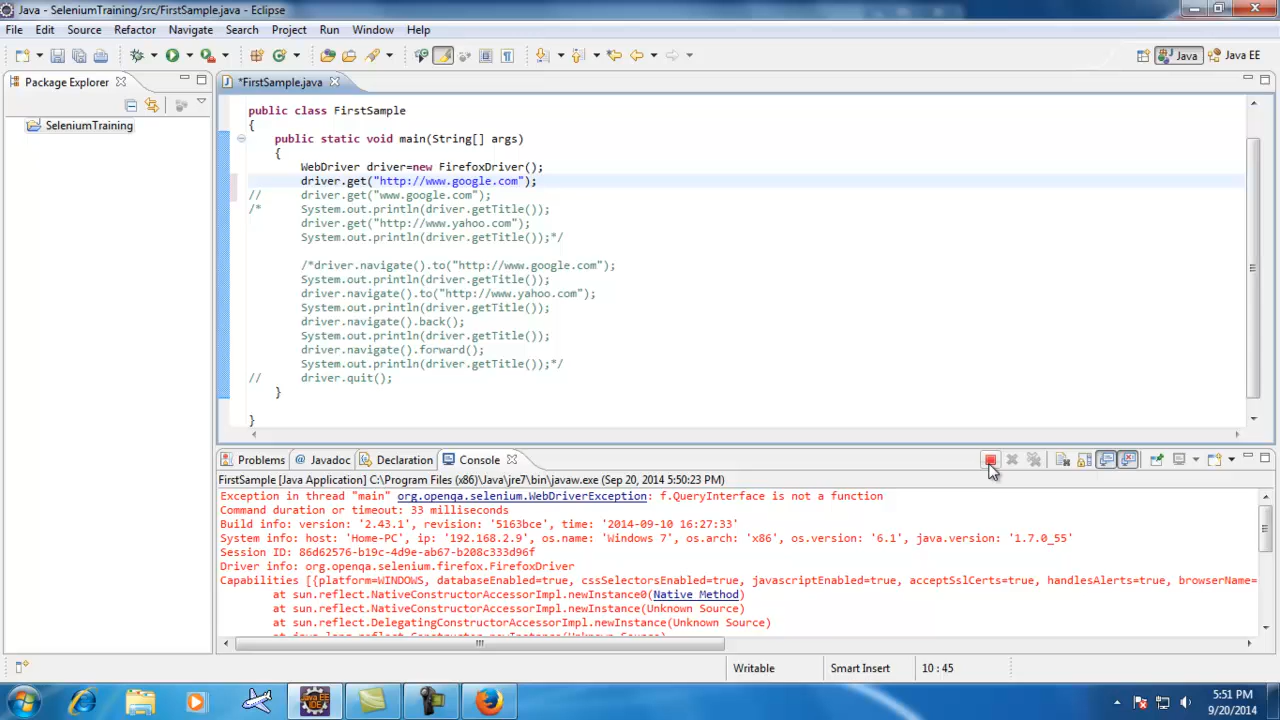 Java - SeleniumTraining/src/FirstSample.java - Eclipse
File Edit Source Refactor Navigate Search Project Run Window Help
Java Java EE
Package Explorer
SeleniumTraining
*FirstSample.java
public class FirstSample
{
public static void main(String[] args)
{
WebDriver driver=new FirefoxDriver();
driver.get("http://www.google.com");
// driver.get("www.google.com");
/* System.out.println(driver.getTitle());
driver.get("http://www.yahoo.com");
System.out.println(driver.getTitle());*/
/*driver.navigate().to("http://www.google.com");
System.out.println(driver.getTitle());
driver.navigate().to("http://www.yahoo.com");
System.out.println(driver.getTitle());
driver.navigate().back();
System.out.println(driver.getTitle());
driver.navigate().forward();
System.out.println(driver.getTitle());*/
// driver.quit();
}
}
Problems @ Javadoc Declaration Console
FirstSample [Java Application] C:\Program Files (x86)\Java\jre7\bin\javaw.exe (Sep 20, 2014 5:50:23 PM)
Exception in thread "main" org.openqa.selenium.WebDriverException: f.QueryInterface is not a function
Command duration or timeout: 33 milliseconds
Build info: version: '2.43.1', revision: '5163bce', time: '2014-09-10 16:27:33'
System info: host: 'Home-PC', ip: '192.168.2.9', os.name: 'Windows 7', os.arch: 'x86', os.version: '6.1', java.version: '1.7.0_55'
Session ID: 86d62576-b19c-4d9e-ab67-b208c333d96f
Driver info: org.openqa.selenium.firefox.FirefoxDriver
Capabilities [{platform=WINDOWS, databaseEnabled=true, cssSelectorsEnabled=true, javascriptEnabled=true, acceptSslCerts=true, handlesAlerts=true, browserName=
at sun.reflect.NativeConstructorAccessorImpl.newInstance0(Native Method)
at sun.reflect.NativeConstructorAccessorImpl.newInstance(Unknown Source)
at sun.reflect.DelegatingConstructorAccessorImpl.newInstance(Unknown Source)
at java.lang.reflect.Constructor.newInstance(Unknown Source)
Writable Smart Insert 10 : 45
Java EE
IDE
5:51 PM
9/20/2014